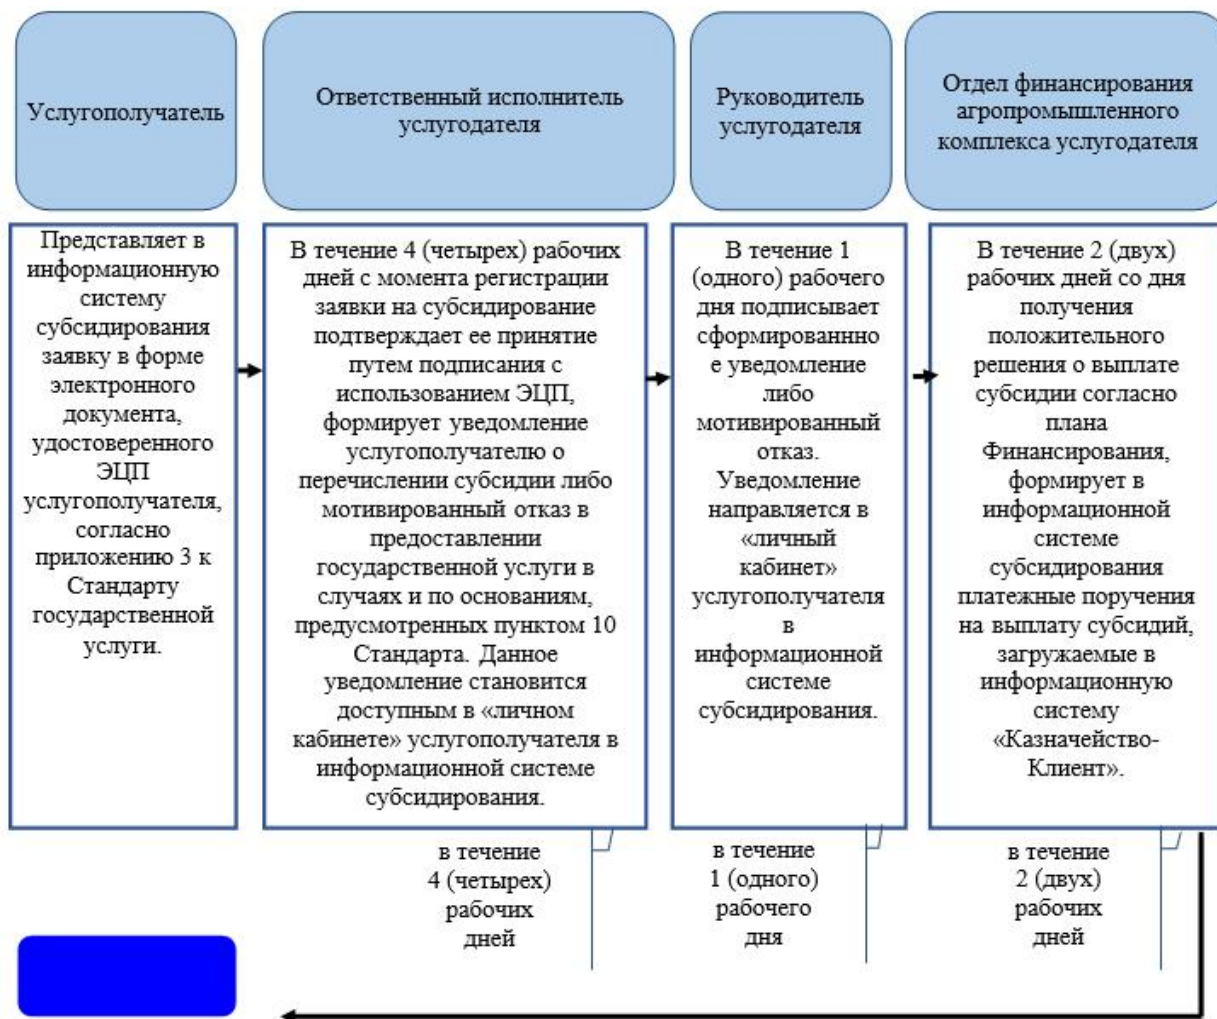 Услугополучатель
Ответственный исполнитель
услугодателя
Руководитель
услугодателя
Отдел финансирования
агропромышленного
комплекса услугодателя
Представляет в
информационную
систему
субсидирования
заявку в форме
электронного
документа,
удостоверенного
ЭЦП
услугополучателя,
согласно
приложению 3 к
Стандарту
государственной
услуги.
В течение 4 (четырех) рабочих
дней с момента регистрации
заявки на субсидирование
подтверждает ее принятие
путем подписания с
использованием ЭЦП,
формирует уведомление
услугополучателю о
перечислении субсидии либо
мотивированный отказ в
предоставлении
государственной услуги в
случаях и по основаниям,
предусмотренных пунктом 10
Стандарта. Данное
уведомление становится
доступным в «личном
кабинете» услугополучателя в
информационной системе
субсидирования.
В течение 1
(одного) рабочего
дня подписывает
сформированнно
е уведомление
либо
мотивированный
отказ.
Уведомление
направляется в
«личный
кабинет»
услугополучателя
в
информационной
системе
субсидирования.
В течение 2 (двух)
рабочих дней со дня
получения
положительного
решения о выплате
субсидии согласно
плана
Финансирования,
формирует в
информационной
системе
субсидирования
платежные поручения
на выплату субсидий,
загружаемые в
информационную
систему
«Казначейство-
Клиент».
в течение
4 (четырех)
рабочих
дней
в течение
1 (одного)
рабочего
дня
в течение
2 (двух)
рабочих
дней